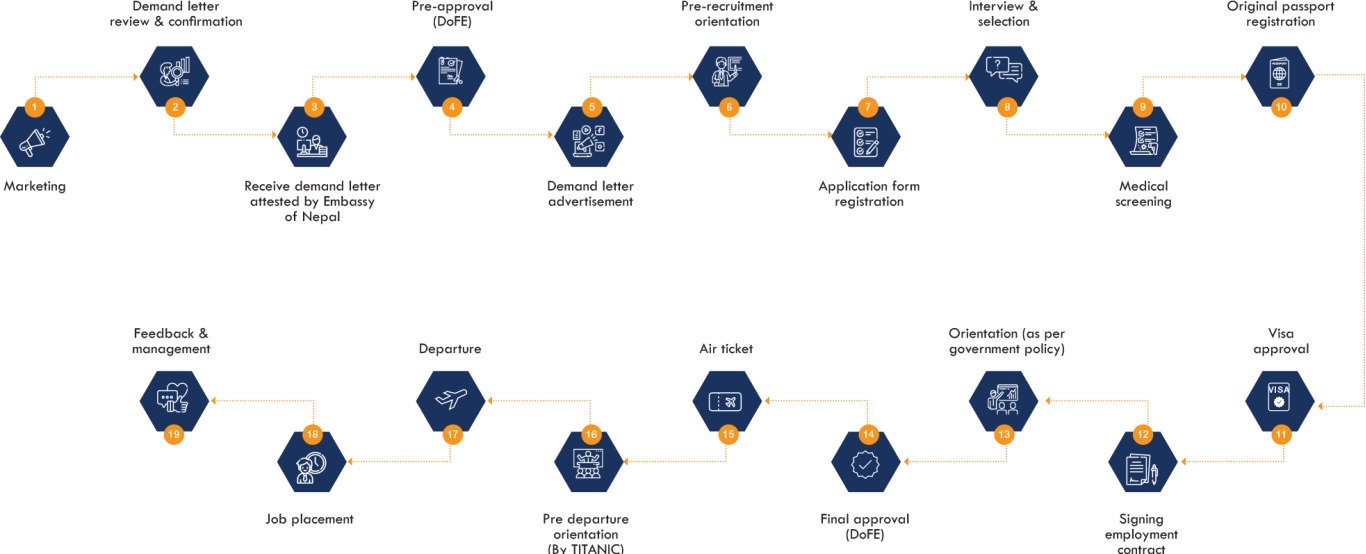 Demand letter
review & confirmation
Pre-approval
(DoFE)
Pre-recruitment
orientation
Interview &
selection
Original passport
registration
1
2
3
4
5
6
7
8
9
10
PASSPORT
?
Marketing
Receive demand letter
attested by Embassy
of Nepal
Demand letter
advertisement
Application form
registration
Medical
screening
Feedback &
management
Departure
Air ticket
Orientation (as per
government policy)
Visa
approval
VISA
19
18
17
16
15
14
13
12
11
Job placement
Pre departure
orientation
(By TITANIC)
Final approval
(DoFE)
Signing
employment
contract